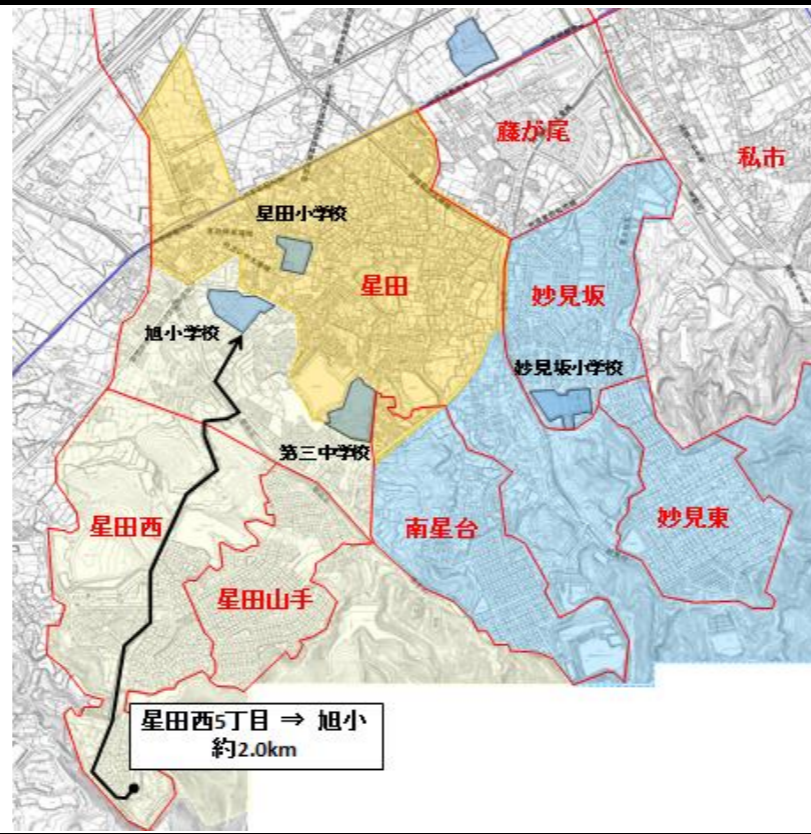 藤が尾
私市
星田小学校
星田
妙見坂
旭小学校
妙見坂小学校
第三中学校
星田西
南星台
妙見東
星田山手
星田西5丁目 ⇒ 旭小
約2.0km